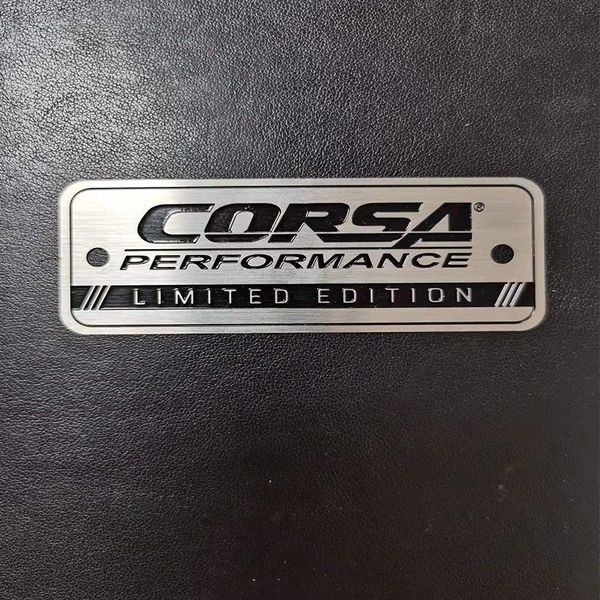 CORSA®
PERFORMANCE
/// LIMITED EDITION ///